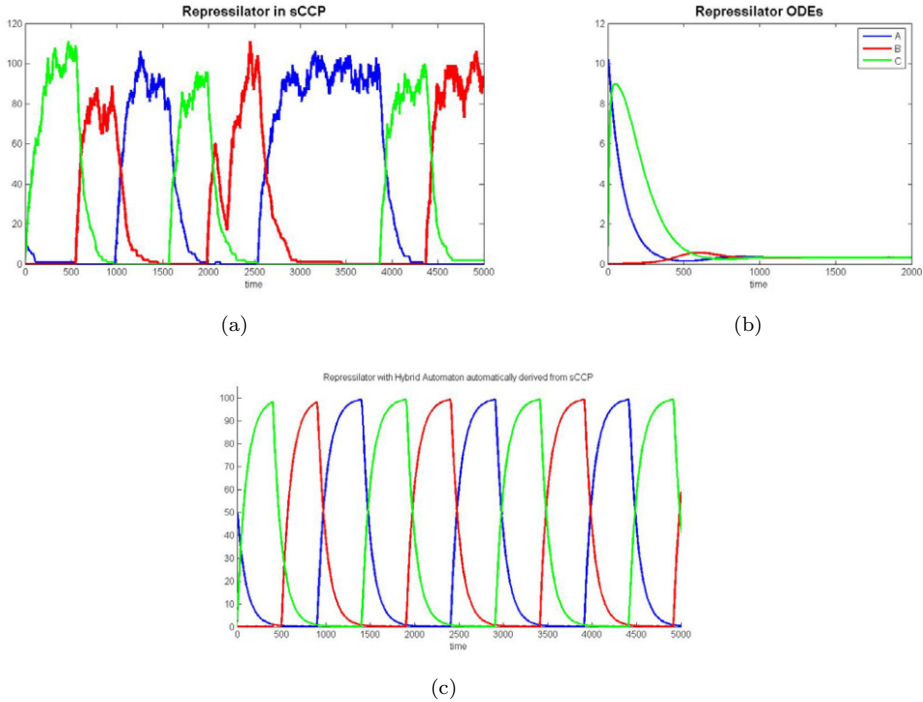 Repressilator in sCCP
120
100
80
60
40
20
0
0 500 1000 1500 2000 2500 3000 3500 4000 4500 5000
time
(a)
Repressilator ODEs
12
10
8
6
4
2
0
A
B
C
0 500 1000 1500 2000
time
(b)
Repressilator with Hybrid Automaton automatically derived from sCCP
100
90
80
70
60
50
40
30
20
10
0
0 500 1000 1500 2000 2500 3000 3500 4000 4500 5000
time
(c)